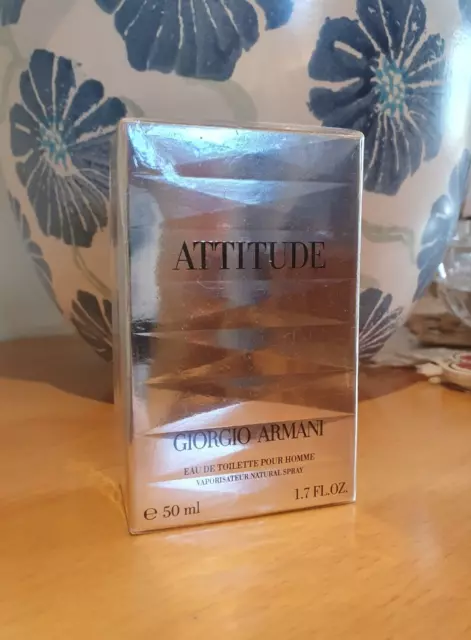 ATTITUDE
GIORGIO ARMANI
EAU DE TOILETTE POUR HOMME
VAPORISATEUR NATURAL SPRAY
℮ 50 ml 1.7 FL.OZ.